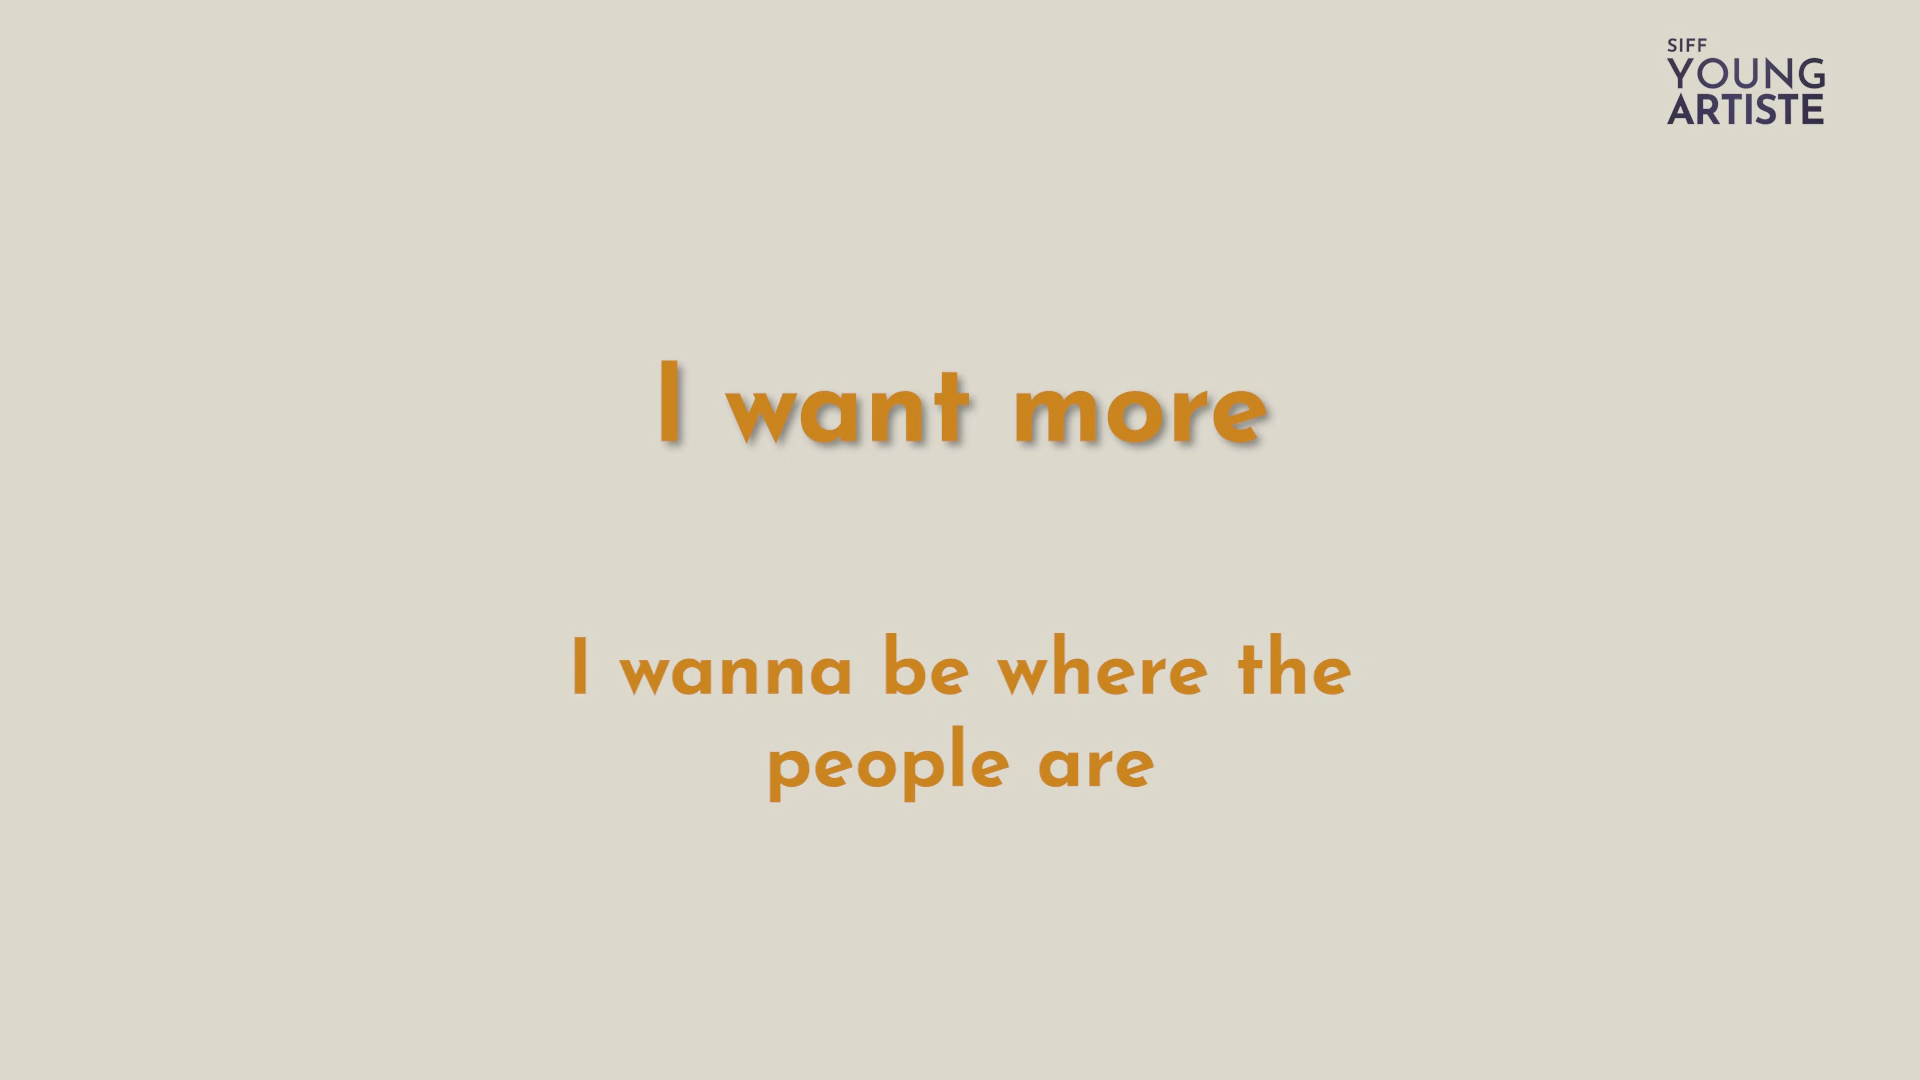 SIFF
YOUNG
ARTISTE
I want more
I wanna be where the
people are